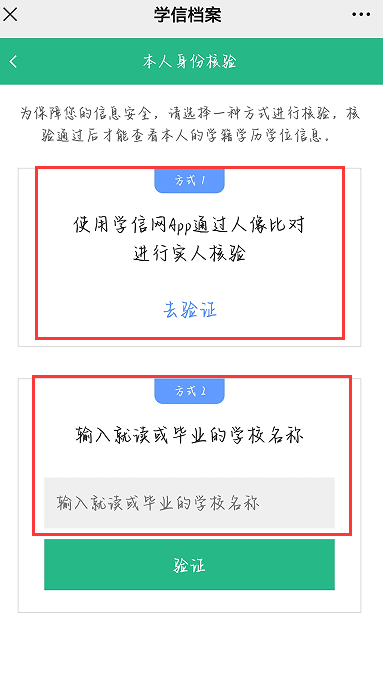 学信档案
本人身份核验
为保障您的信息安全，请选择一种方式进行核验，核
验通过后才能查看本人的学籍学历学位信息。
方式1
使用学信网App通过人像比对
进行实人核验
去验证
方式2
输入就读或毕业的学校名称
输入就读或毕业的学校名称
验证